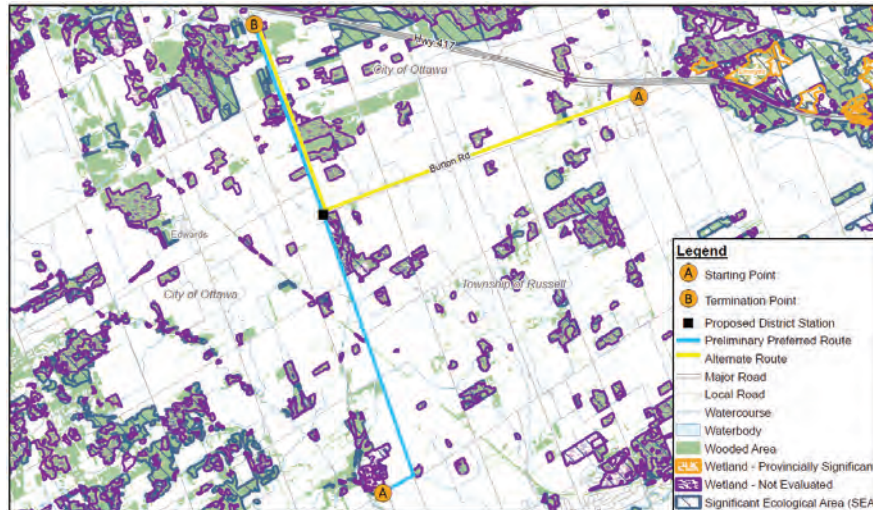 B
Hwy 417
City of Ottawa
A
Burton Rd
Edwards
City of Ottawa
Township of Russell
A
Legend
A Starting Point
B Termination Point
Proposed District Station
Preliminary Preferred Route
Alternate Route
Major Road
Local Road
Watercourse
Waterbody
Wooded Area
Wetland - Provincially Significant
Wetland - Not Evaluated
Significant Ecological Area (SEA)